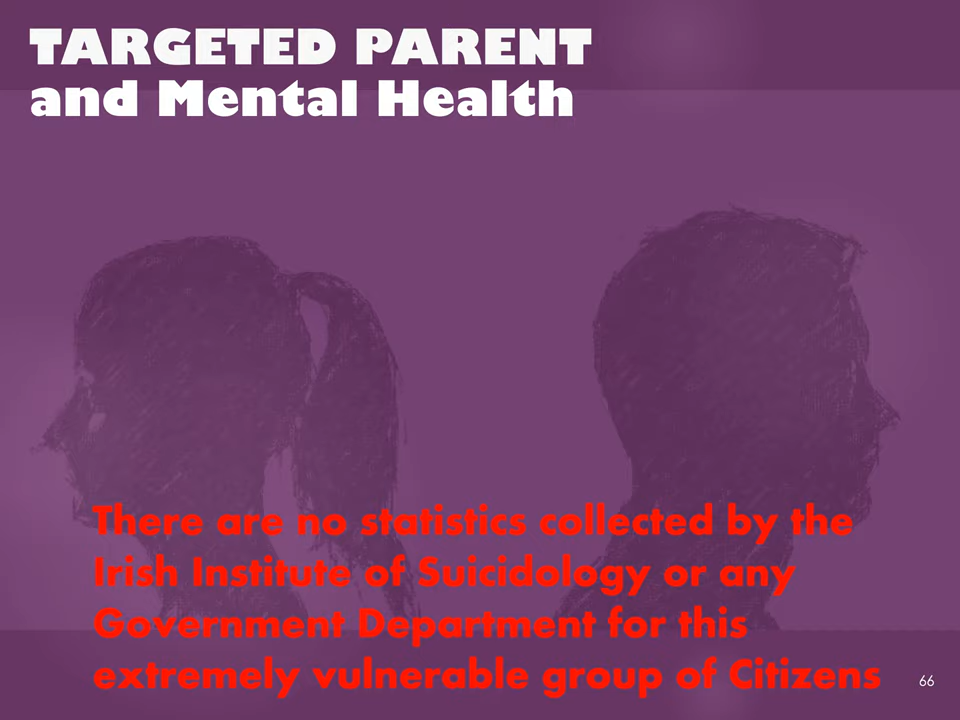 TARGETED PARENT
and Mental Health
There are no statistics collected by the
Irish Institute of Suicidology or any
Government Department for this
extremely vulnerable group of Citizens
66